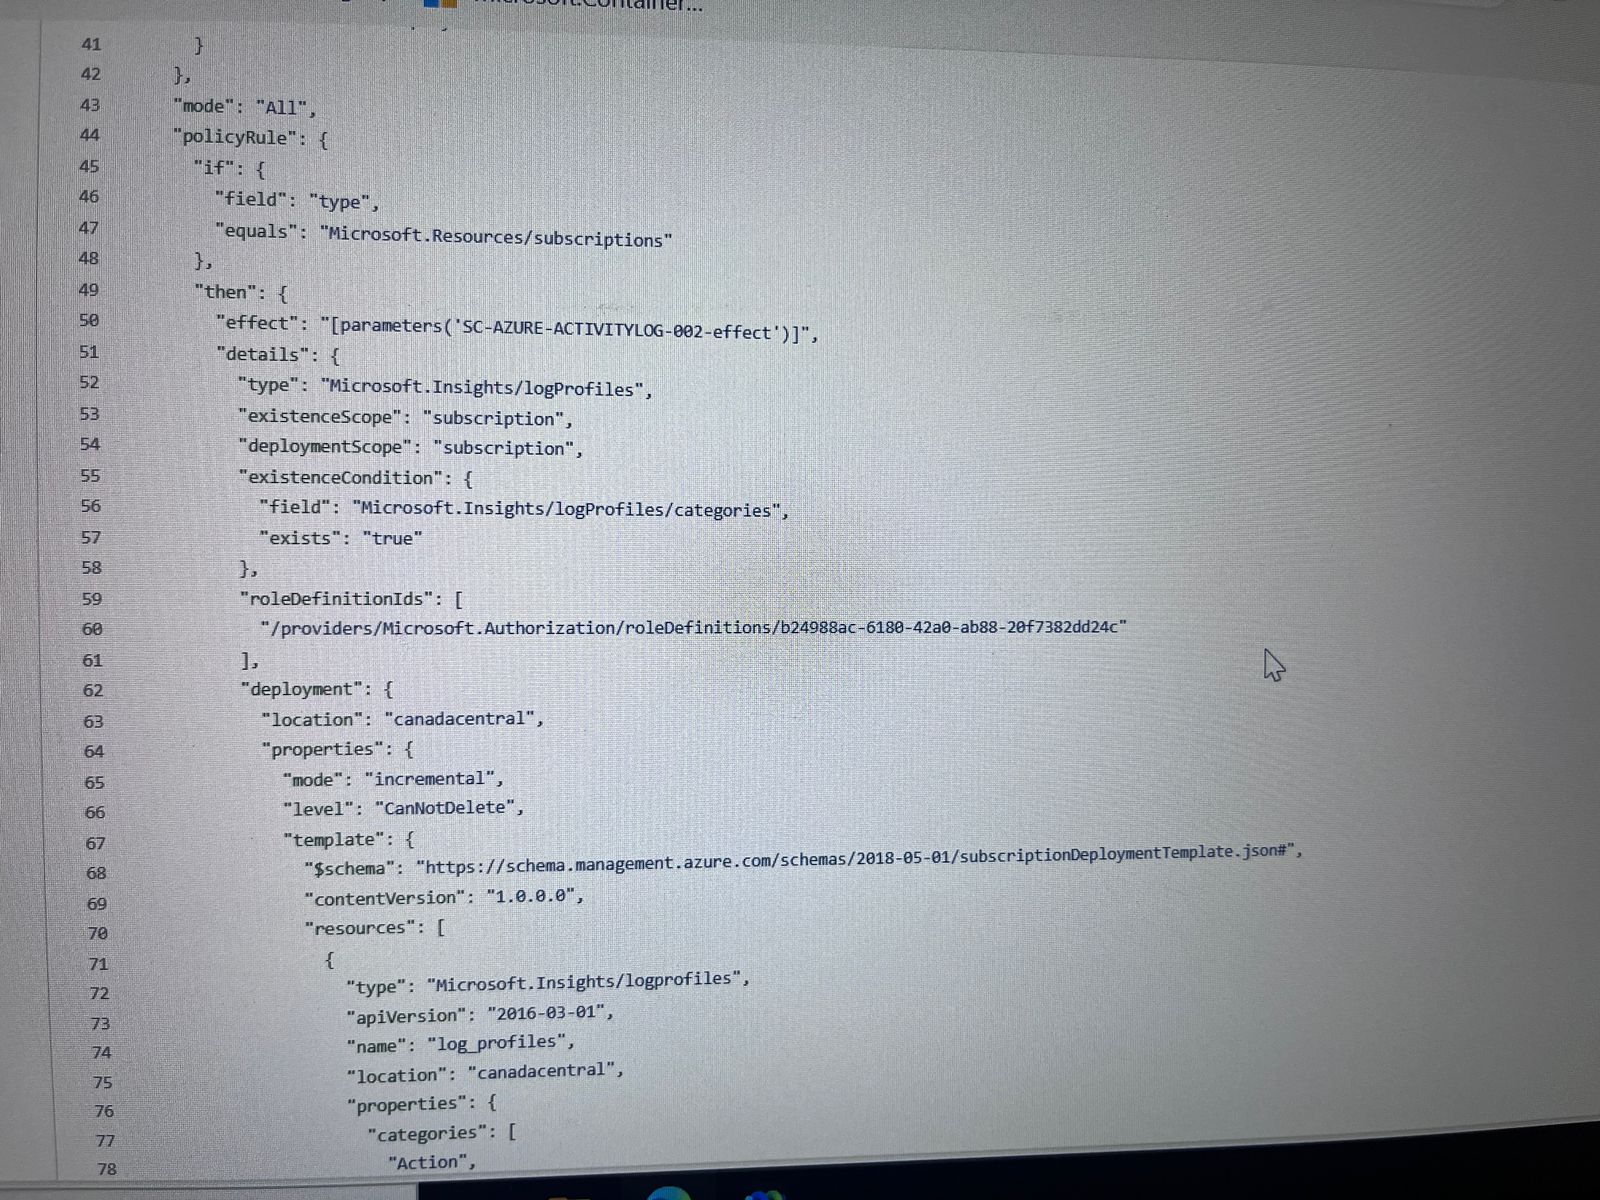 41 }
42 },
43 "mode": "All",
44 "policyRule": {
45 "if": {
46 "field": "type",
47 "equals": "Microsoft.Resources/subscriptions"
48 },
49 "then": {
50 "effect": "[parameters('SC-AZURE-ACTIVITYLOG-002-effect')]",
51 "details": {
52 "type": "Microsoft.Insights/logProfiles",
53 "existenceScope": "subscription",
54 "deploymentScope": "subscription",
55 "existenceCondition": {
56 "field": "Microsoft.Insights/logProfiles/categories",
57 "exists": "true"
58 },
59 "roleDefinitionIds": [
60 "/providers/Microsoft.Authorization/roleDefinitions/b24988ac-6180-42a0-ab88-20f7382dd24c"
61 ],
62 "deployment": {
63 "location": "canadacentral",
64 "properties": {
65 "mode": "incremental",
66 "level": "CanNotDelete",
67 "template": {
68 "$schema": "https://schema.management.azure.com/schemas/2018-05-01/subscriptionDeploymentTemplate.json#",
69 "contentVersion": "1.0.0.0",
70 "resources": [
71 {
72 "type": "Microsoft.Insights/logprofiles",
73 "apiVersion": "2016-03-01",
74 "name": "log_profiles",
75 "location": "canadacentral",
76 "properties": {
77 "categories": [
78 "Action",